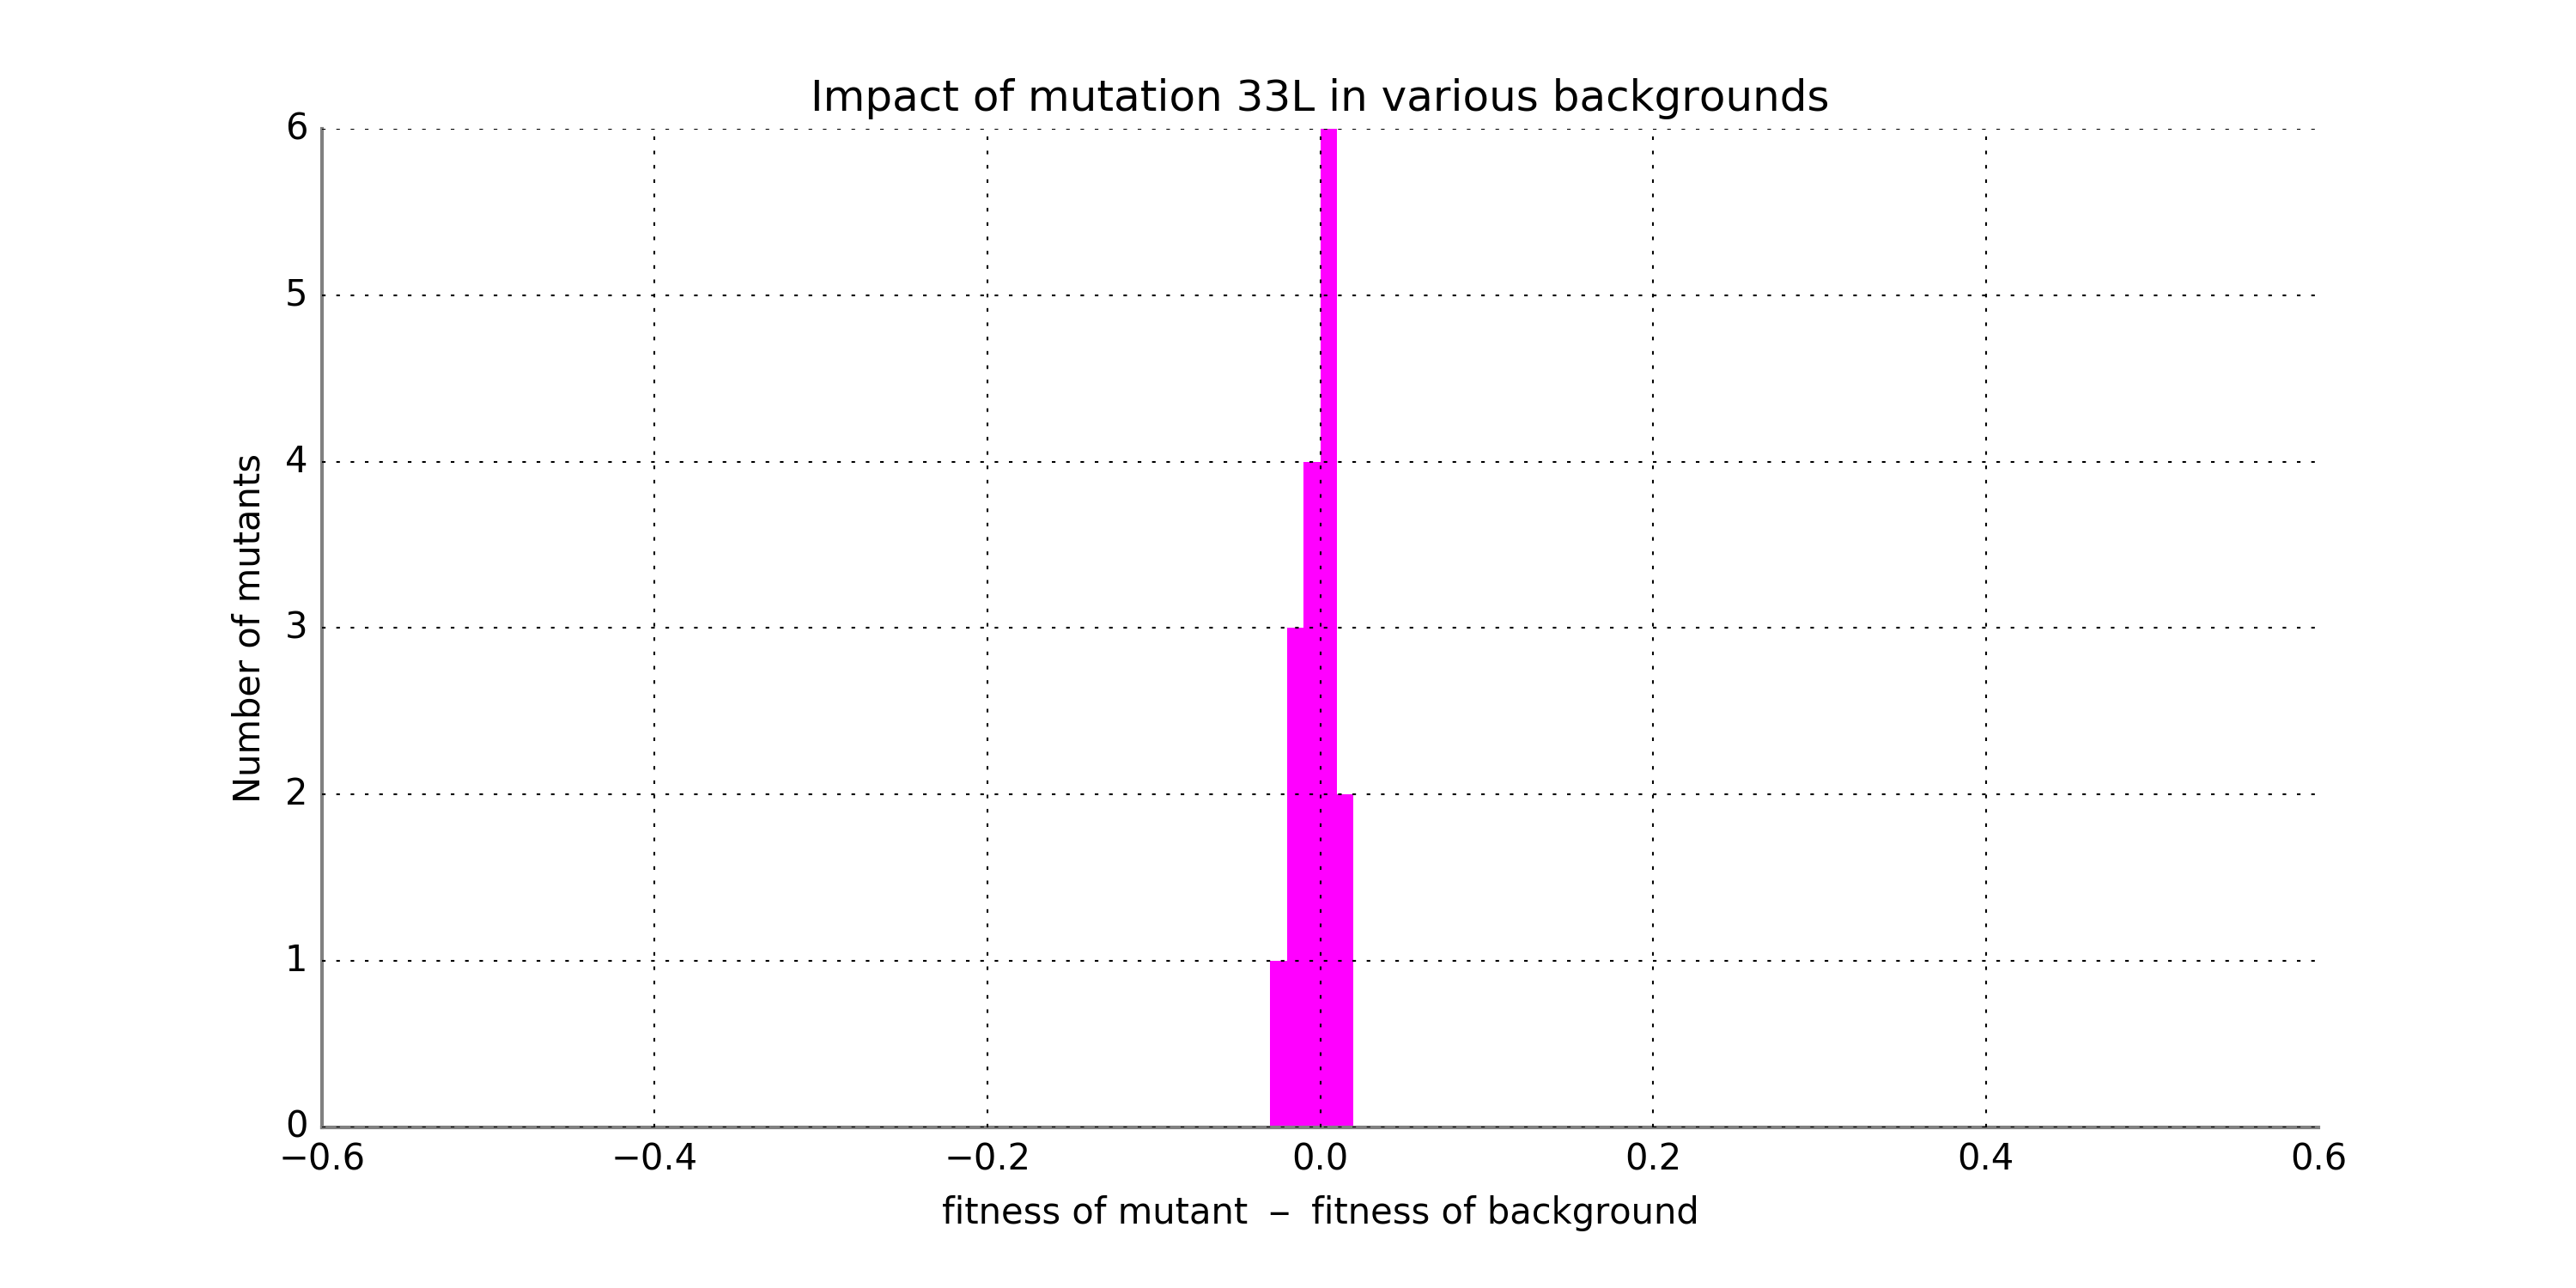 Impact of mutation 33L in various backgrounds
6
5
4
3
2
1
0
Number of mutants
−0.6 −0.4 −0.2 0.0 0.2 0.4 0.6
fitness of mutant − fitness of background